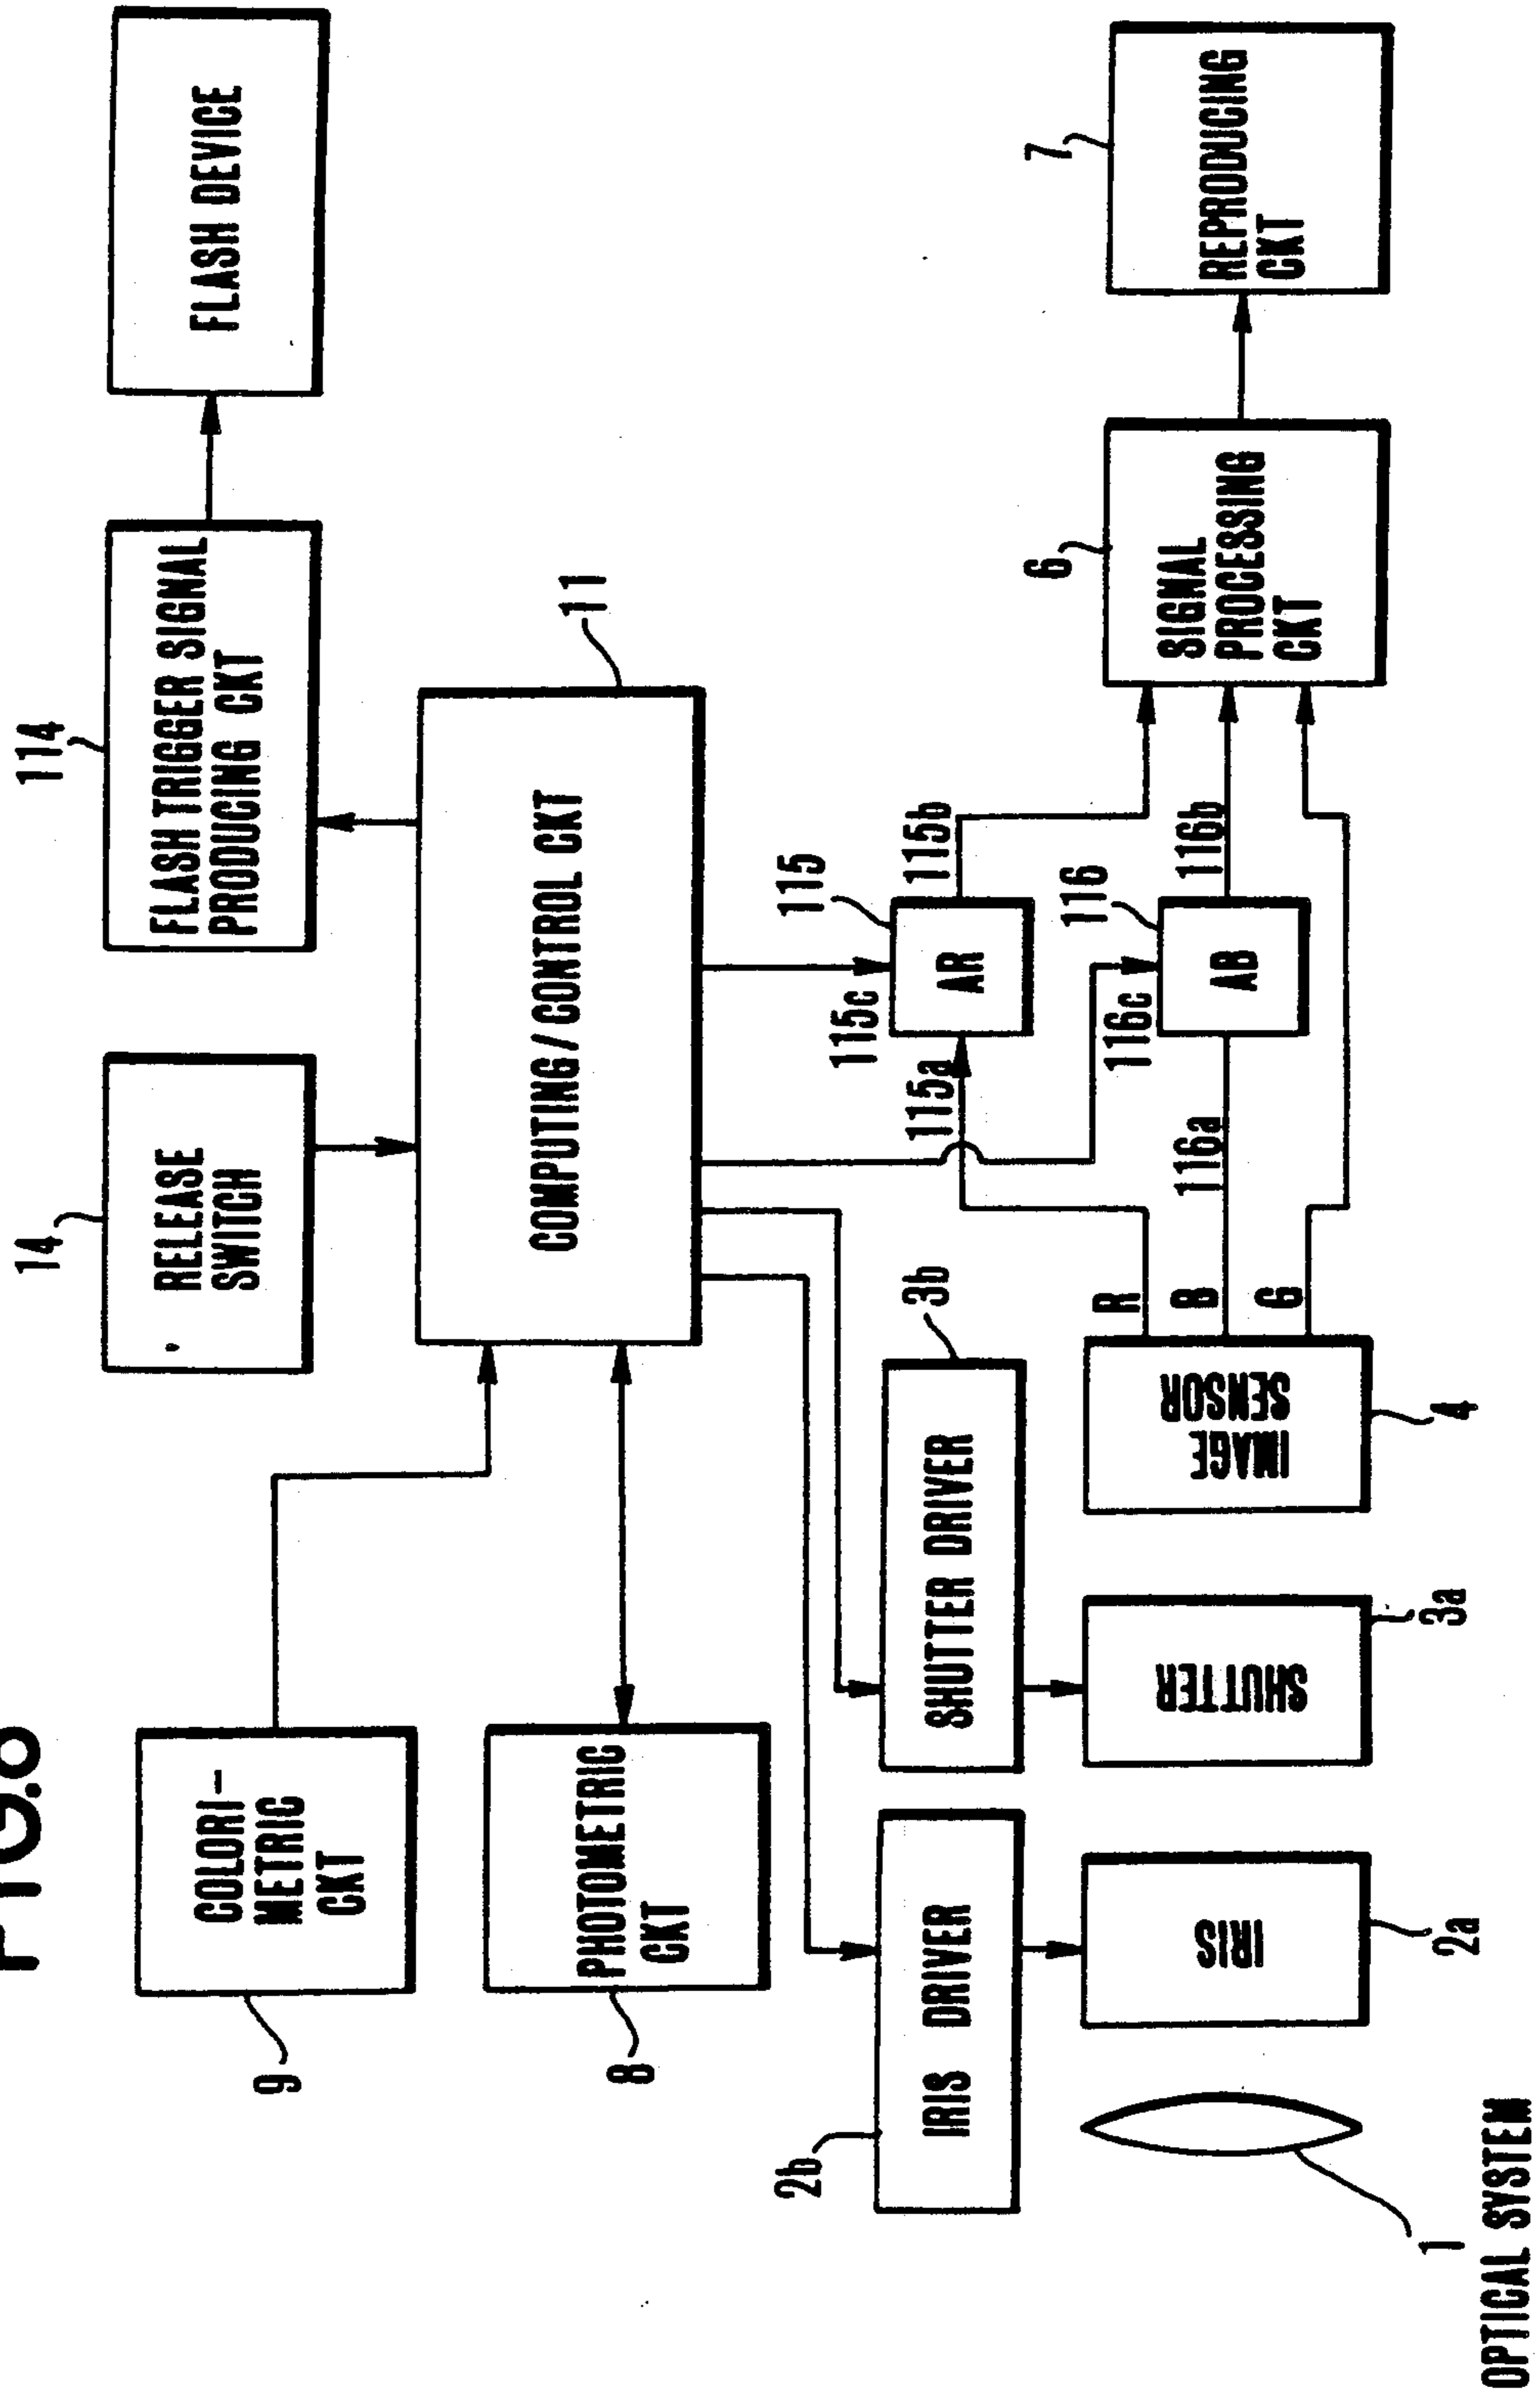 FIG.8
9
COLORI-
METRIC
CKT
8
PHOTOMETRIC
CKT
14
RELEASE
SWITCH
114
FLASH TRIGGER SIGNAL
PRODUCING CKT
FLASH DEVICE
COMPUTING/CONTROL CKT
11
2b
IRIS DRIVER
SHUTTER DRIVER
3b
115c
115
115a
AR
115b
116c
116
116a
AB
116b
1
OPTICAL SYSTEM
IRIS
2a
SHUTTER
3a
IMAGE
SENSOR
4
R
B
G
6
SIGNAL
PROCESSING
CKT
7
REPRODUCING
CKT